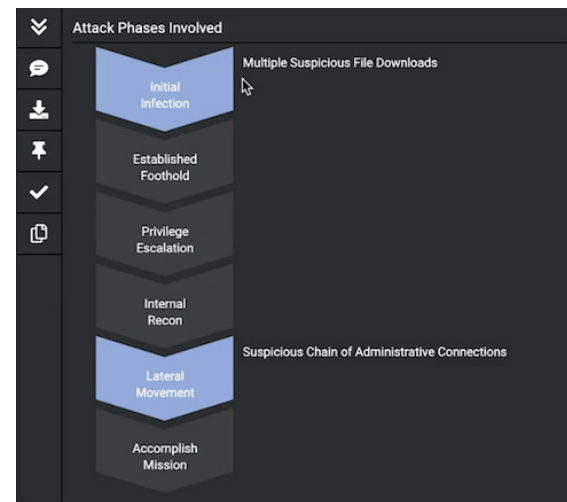 Attack Phases Involved
Multiple Suspicious File Downloads
Initial
Infection
Established
Foothold
Privilege
Escalation
Internal
Recon
Suspicious Chain of Administrative Connections
Lateral
Movement
Accomplish
Mission